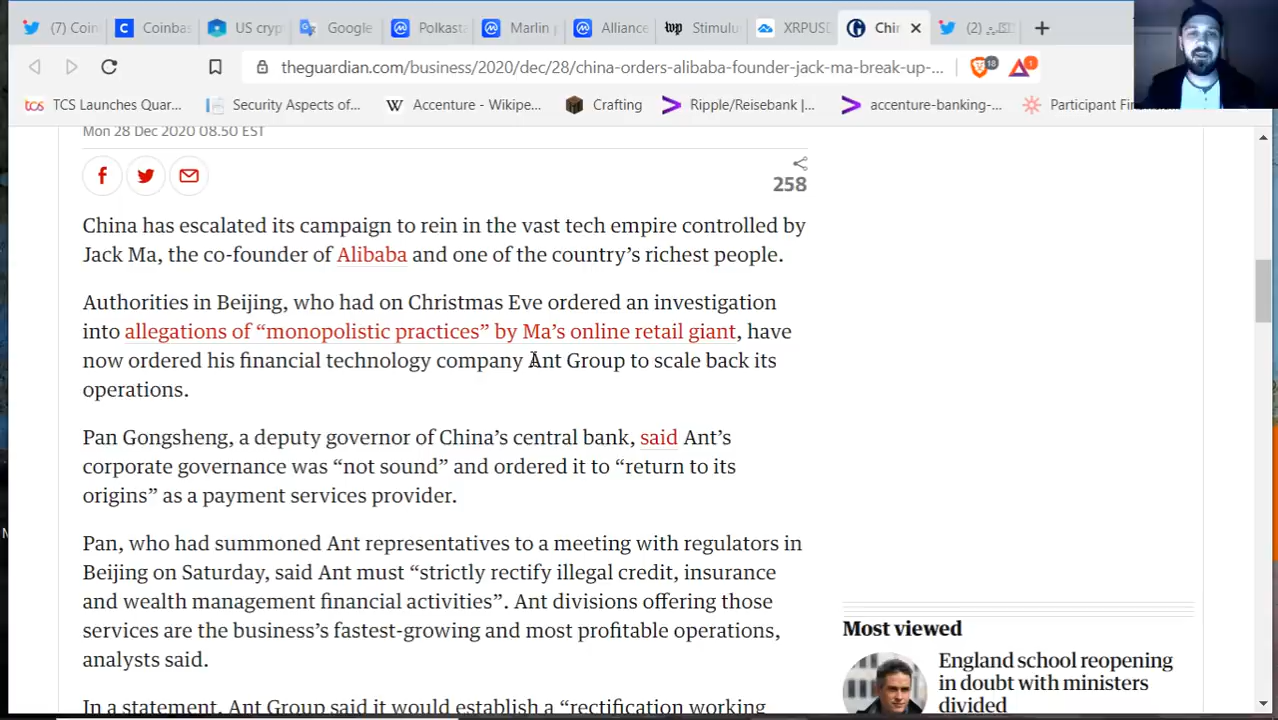 (7) Coin
Coinbas
US cryp
Google
Polkasta
Marlin
Alliance
wp Stimulu
XRPUSD
Chin
(2)
theguardian.com/business/2020/dec/28/china-orders-alibaba-founder-jack-ma-break-up-...
18
1
tcs TCS Launches Quar...
Security Aspects of...
W Accenture - Wikipe...
Crafting
Ripple/Reisebank |...
accenture-banking-...
Participant Financi...
Mon 28 Dec 2020 08.50 EST
258
China has escalated its campaign to rein in the vast tech empire controlled by
Jack Ma, the co-founder of Alibaba and one of the country’s richest people.
Authorities in Beijing, who had on Christmas Eve ordered an investigation
into allegations of “monopolistic practices” by Ma’s online retail giant, have
now ordered his financial technology company Ant Group to scale back its
operations.
Pan Gongsheng, a deputy governor of China’s central bank, said Ant’s
corporate governance was “not sound” and ordered it to “return to its
origins” as a payment services provider.
Pan, who had summoned Ant representatives to a meeting with regulators in
Beijing on Saturday, said Ant must “strictly rectify illegal credit, insurance
and wealth management financial activities”. Ant divisions offering those
services are the business’s fastest-growing and most profitable operations,
analysts said.
In a statement, Ant Group said it would establish a “rectification working
Most viewed
England school reopening
in doubt with ministers
divided